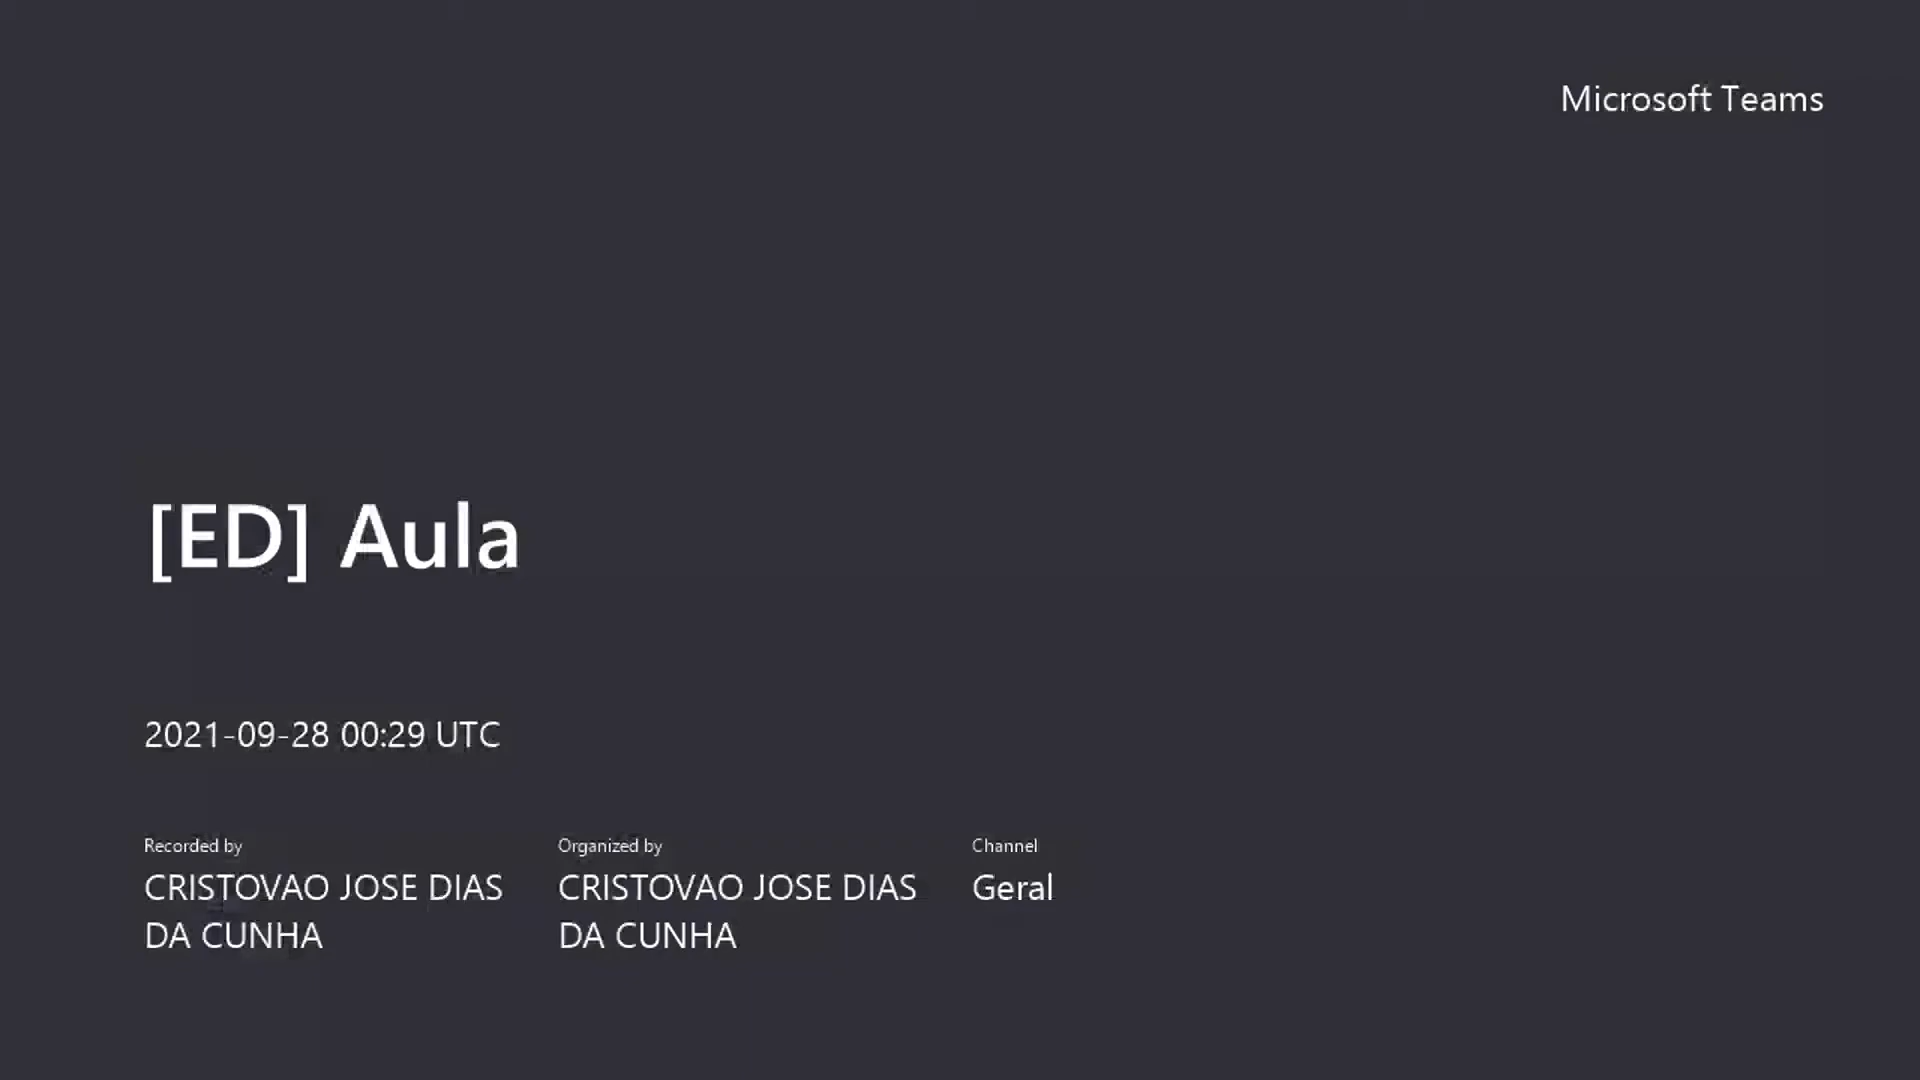 Microsoft Teams
[ED] Aula
2021-09-28 00:29 UTC
Recorded by
CRISTOVAO JOSE DIAS
DA CUNHA
Organized by
CRISTOVAO JOSE DIAS
DA CUNHA
Channel
Geral